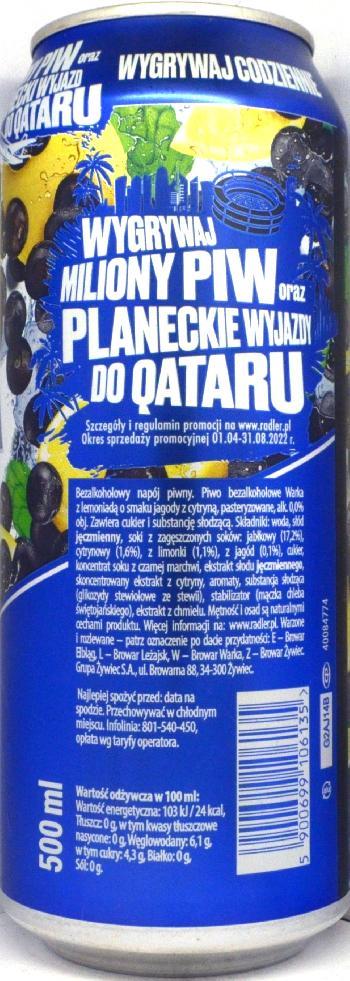 PIW oraz
WYJAZD
DO QATARU
WYGRYWAJ CODZIENNIE
WYGRYWAJ
MILIONY PIW oraz
PLANECKIE WYJAZDY
DO QATARU
Szczegóły i regulamin promocji na www.radler.pl
Okres sprzedaży promocyjnej 01.04-31.08.2022 r.
Bezalkoholowy napój piwny. Piwo bezalkoholowe Warka
z lemoniadą o smaku jagody z cytryną, pasteryzowane, alk. 0,0%
obj. Zawiera cukier i substancję słodzącą. Składniki: woda, słód
jęczmienny, soki z zagęszczonych soków: jabłkowy (17,2%),
cytrynowy (1,6%), z limonki (1,1%), z jagód (0,1%), cukier,
koncentrat soku z czarnej marchwi, ekstrakt słodu jęczmiennego,
skoncentrowany ekstrakt z cytryny, aromaty, substancja słodząca
(glikozydy stewiolowe ze stewii), stabilizator (mączka chleba
świętojańskiego), ekstrakt z chmielu. Mętność i osad są naturalnymi
cechami produktu. Więcej informacji na: www.radler.pl. Warzone
i rozlewane – patrz oznaczenie po dacie przydatności: E – Browar
Elbląg, L – Browar Leżajsk, W – Browar Warka, Z – Browar Żywiec.
Grupa Żywiec S.A., ul. Browarna 88, 34-300 Żywiec.
Najlepiej spożyć przed: data na
spodzie. Przechowywać w chłodnym
miejscu. Infolinia: 801-540-450,
opłata wg taryfy operatora.
Wartość odżywcza w 100 ml:
Wartość energetyczna: 103 kJ / 24 kcal,
Tłuszcz: 0 g, w tym kwasy tłuszczowe
nasycone: 0 g, Węglowodany: 6,1 g,
w tym cukry: 4,3 g, Białko: 0 g,
Sól: 0 g.
500 ml
5 900699 106135
02AJ14B
40084774